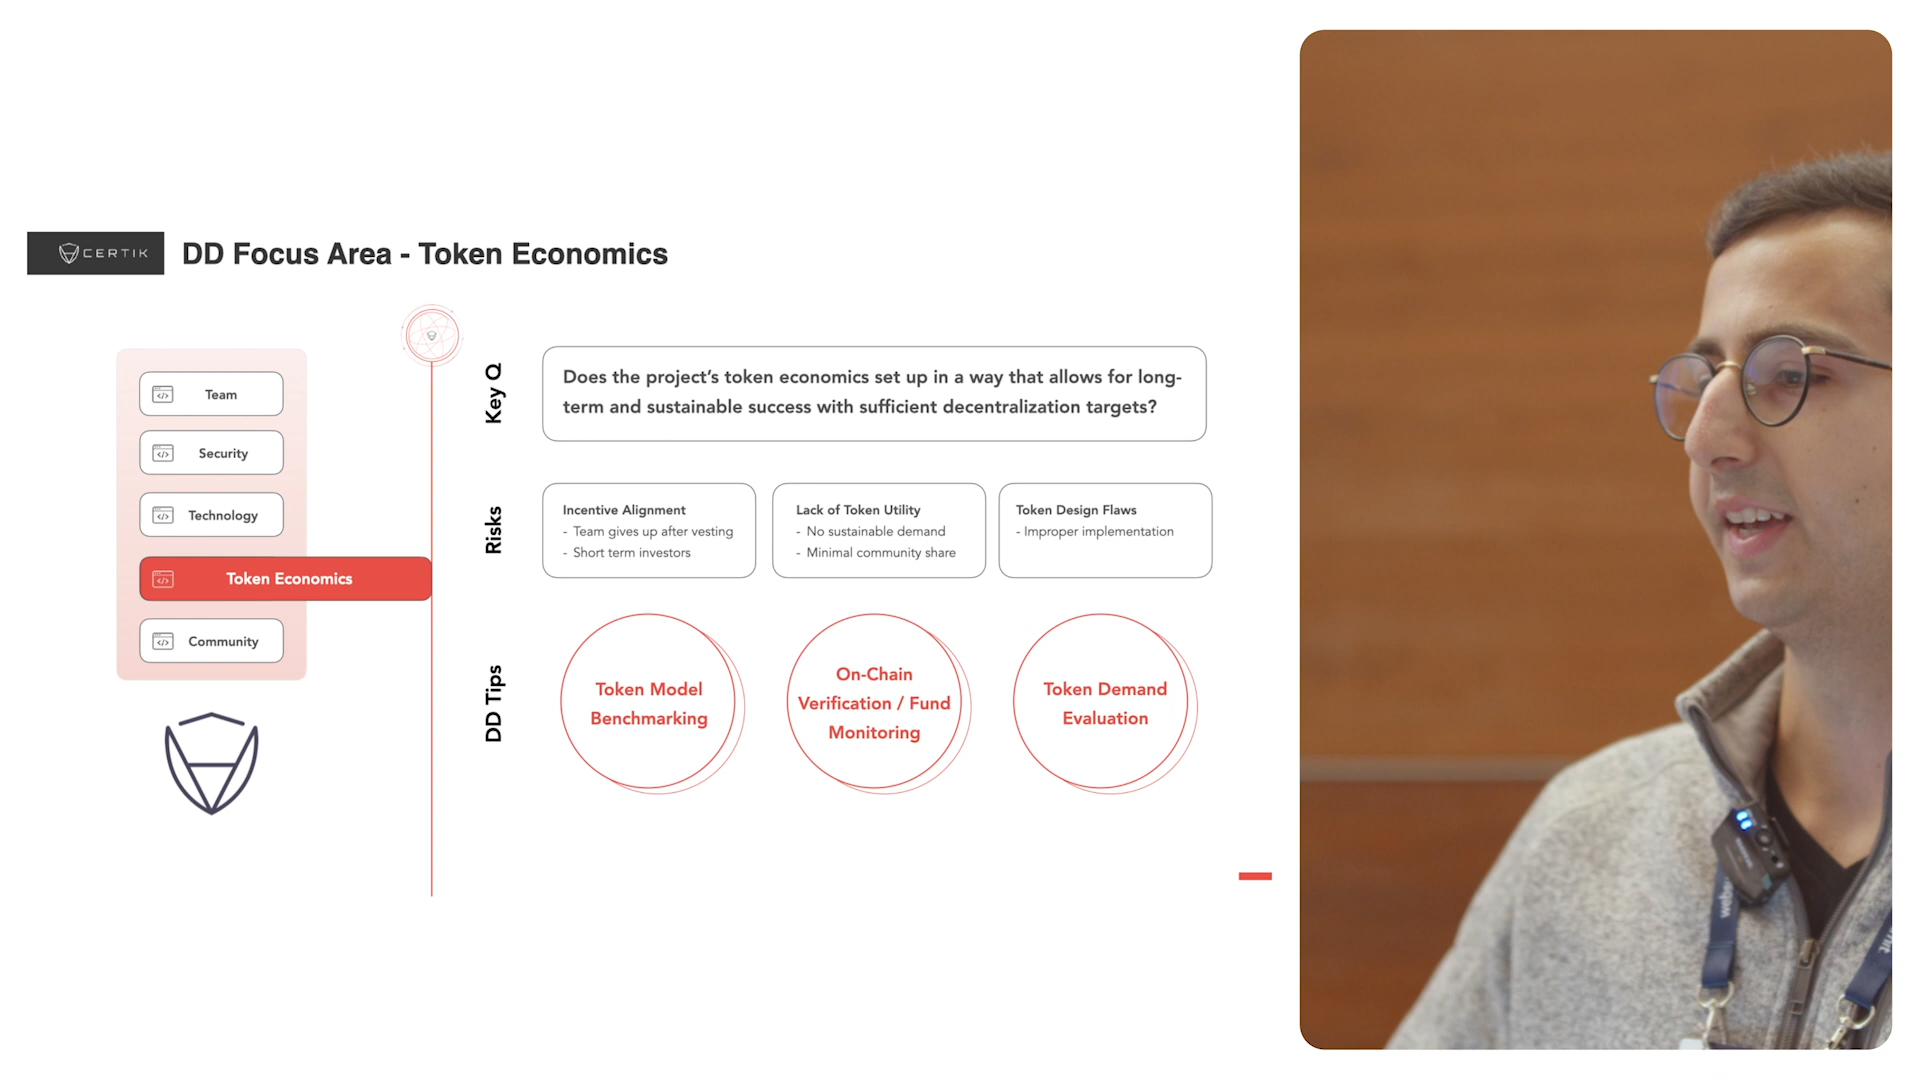 CERTIK
DD Focus Area - Token Economics
Team
Security
Technology
Token Economics
Community
Key Q
Does the project's token economics set up in a way that allows for long-
term and sustainable success with sufficient decentralization targets?
Risks
Incentive Alignment
- Team gives up after vesting
- Short term investors
Lack of Token Utility
- No sustainable demand
- Minimal community share
Token Design Flaws
- Improper implementation
DD Tips
Token Model
Benchmarking
On-Chain
Verification / Fund
Monitoring
Token Demand
Evaluation